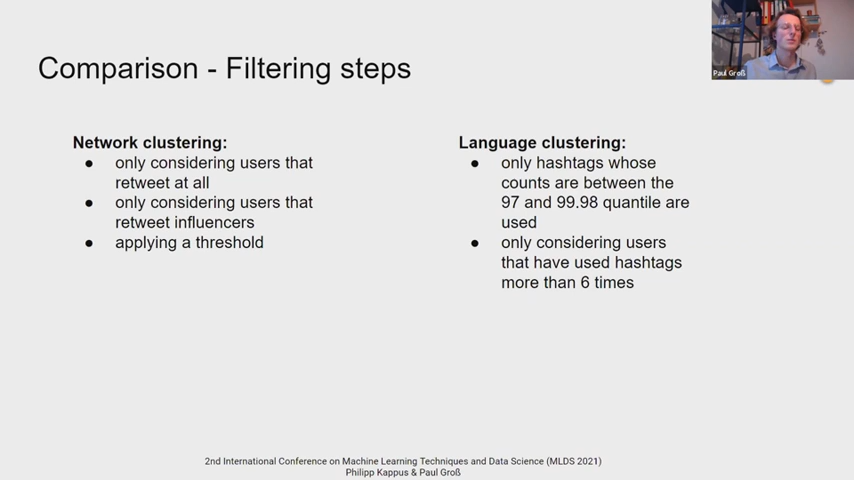 Comparison - Filtering steps
Paul Groß
Network clustering:
● only considering users that
retweet at all
● only considering users that
retweet influencers
● applying a threshold
Language clustering:
● only hashtags whose
counts are between the
97 and 99.98 quantile are
used
● only considering users
that have used hashtags
more than 6 times
2nd International Conference on Machine Learning Techniques and Data Science (MLDS 2021)
Philipp Kappus & Paul Groß